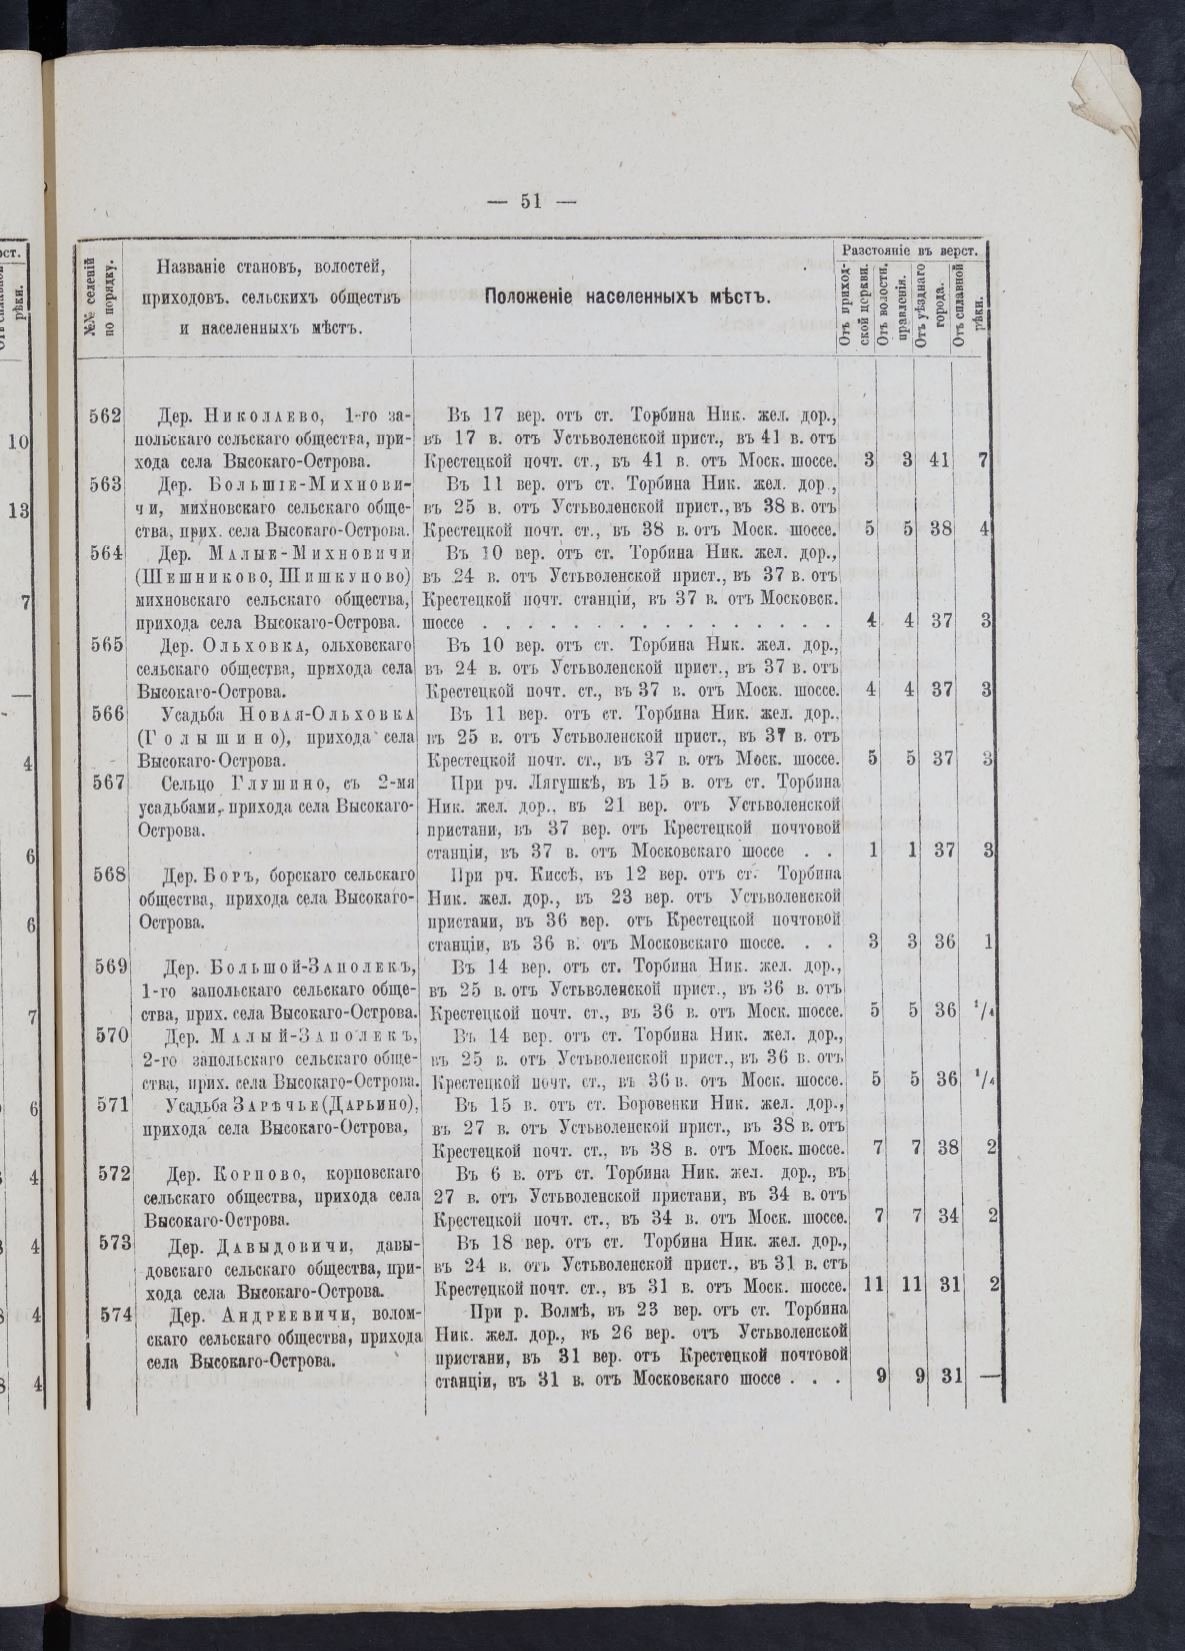 — 51 —
№№ селеній по порядку.
Названіе становъ, волостей,
приходовъ. сельскихъ обществъ
и населенныхъ мѣстъ.
Положеніе населенныхъ мѣстъ.
Разстояніе въ верст.
Отъ приход-
ской церкви.
Отъ волости.
правленія.
Отъ уѣзднаго
города.
Отъ сплавной
рѣки.
562 Дер. Николаево, 1-го за- Въ 17 вер. отъ ст. Торбина Ник. жел. дор.,
польскаго сельскаго общества, при- въ 17 в. отъ Устьволенской прист., въ 41 в. отъ
хода села Высокаго-Острова. Крестецкой почт. ст., въ 41 в. отъ Моск. шоссе. 3 3 41 7
563 Дер. Большіе-Михнови- Въ 11 вер. отъ ст. Торбина Ник. жел. дор.,
чи, михновскаго сельскаго обще- въ 25 в. отъ Устьволенской прист., въ 38 в. отъ
ства, прих. села Высокаго-Острова. Крестецкой почт. ст., въ 38 в. отъ Моск. шоссе. 5 5 38 4
564 Дер. Малые-Михновичи Въ 10 вер. отъ ст. Торбина Ник. жел. дор.,
(Шешниково, Шишкуново) въ 24 в. отъ Устьволенской прист., въ 37 в. отъ
михновскаго сельскаго общества, Крестецкой почт. станціи, въ 37 в. отъ Московск.
прихода села Высокаго-Острова. шоссе . . . . . . . . . . . . . . . . 4 4 37 3
565 Дер. Ольховка, ольховскаго Въ 10 вер. отъ ст. Торбина Ник. жел. дор.,
сельскаго общества, прихода села въ 24 в. отъ Устьволенской прист., въ 37 в. отъ
Высокаго-Острова. Крестецкой почт. ст., въ 37 в. отъ Моск. шоссе. 4 4 37 3
566 Усадьба Новая-Ольховка Въ 11 вер. отъ ст. Торбина Ник. жел. дор.,
(Голышино), прихода села въ 25 в. отъ Устьволенской прист., въ 37 в. отъ
Высокаго-Острова. Крестецкой почт. ст., въ 37 в. отъ Моск. шоссе. 5 5 37 3
567 Сельцо Глушино, съ 2-мя При рч. Лягушкѣ, въ 15 в. отъ ст. Торбина
усадьбами, прихода села Высокаго- Ник. жел. дор., въ 21 вер. отъ Устьволенской
Острова. пристани, въ 37 вер. отъ Крестецкой почтовой
станціи, въ 37 в. отъ Московскаго шоссе . . 1 1 37 3
568 Дер. Боръ, борскаго сельскаго При рч. Киссѣ, въ 12 вер. отъ ст. Торбина
общества, прихода села Высокаго- Ник. жел. дор., въ 23 вер. отъ Устьволенской
Острова. пристани, въ 36 вер. отъ Крестецкой почтовой
станціи, въ 36 в. отъ Московскаго шоссе. . . 3 3 36 1
569 Дер. Большой-Заполекъ, Въ 14 вер. отъ ст. Торбина Ник. жел. дор.,
1-го запольскаго сельскаго обще- въ 25 в. отъ Устьволенской прист., въ 36 в. отъ
ства, прих. села Высокаго-Острова. Крестецкой почт. ст., въ 36 в. отъ Моск. шоссе. 5 5 36 1/4
570 Дер. Малый-Заполекъ, Въ 14 вер. отъ ст. Торбина Ник. жел. дор.,
2-го запольскаго сельскаго обще- въ 25 в. отъ Устьволенской прист., въ 36 в. отъ
ства, прих. села Высокаго-Острова. Крестецкой почт. ст., въ 36 в. отъ Моск. шоссе. 5 5 36 1/4
571 Усадьба Зарѣчье (Дарьино), Въ 15 в. отъ ст. Боровенки Ник. жел. дор.,
прихода села Высокаго-Острова, въ 27 в. отъ Устьволенской прист., въ 38 в. отъ
Крестецкой почт. ст., въ 38 в. отъ Моск. шоссе. 7 7 38 2
572 Дер. Корпово, корповскаго Въ 6 в. отъ ст. Торбина Ник. жел. дор., въ
сельскаго общества, прихода села 27 в. отъ Устьволенской пристани, въ 34 в. отъ
Высокаго-Острова. Крестецкой почт. ст., въ 34 в. отъ Моск. шоссе. 7 7 34 2
573 Дер. Давыдовичи, давы- Въ 18 вер. отъ ст. Торбина Ник. жел. дор.,
довскаго сельскаго общества, при- въ 24 в. отъ Устьволенской прист., въ 31 в. стъ
хода села Высокаго-Острова. Крестецкой почт. ст., въ 31 в. отъ Моск. шоссе. 11 11 31 2
574 Дер. Андреевичи, волом- При р. Волмѣ, въ 23 вер. отъ ст. Торбина
скаго сельскаго общества, прихода Ник. жел. дор., въ 26 вер. отъ Устьволенской
села Высокаго-Острова. пристани, въ 31 вер. отъ Крестецкой почтовой
станціи, въ 31 в. отъ Московскаго шоссе . . . 9 9 31 —